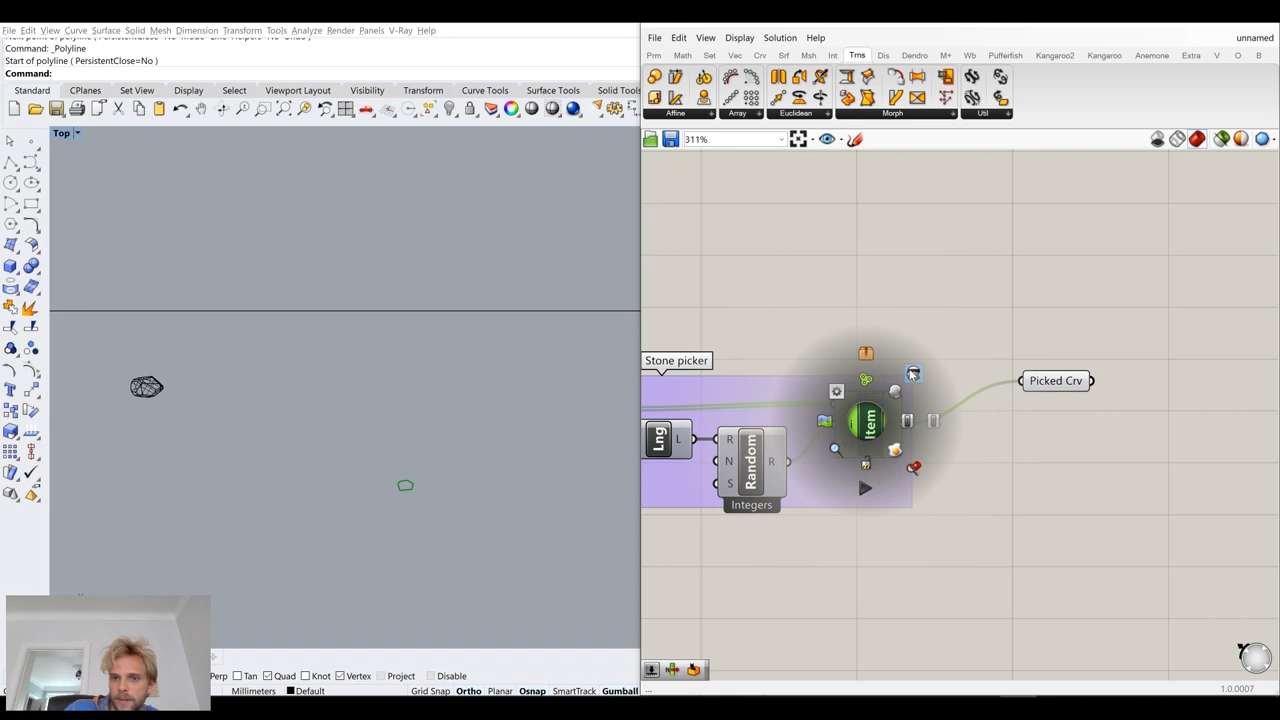 File Edit View Curve Surface Solid Mesh Dimension Transform Tools Analyze Render Panels V-Ray Help
Command: _Polyline
Start of polyline ( PersistentClose=No )
Command:
Standard CPlanes Set View Display Select Viewport Layout Visibility Transform Curve Tools Surface Tools Solid Tools
Top
Perp Tan Quad Knot Vertex Project Disable
Millimeters Default Grid Snap Ortho Planar Osnap SmartTrack Gumball
File Edit View Display Solution Help unnamed
Prm Math Set Vec Crv Srf Msh Int Trns Dis Dendro M+ Wb Pufferfish Kangaroo2 Kangaroo Anemone Extra V O B
Affine Array Euclidean Morph Util
311%
Stone picker
Lng L
R
N
S
Random
R
Integers
i
Item
Picked Crv
...
1.0.0007